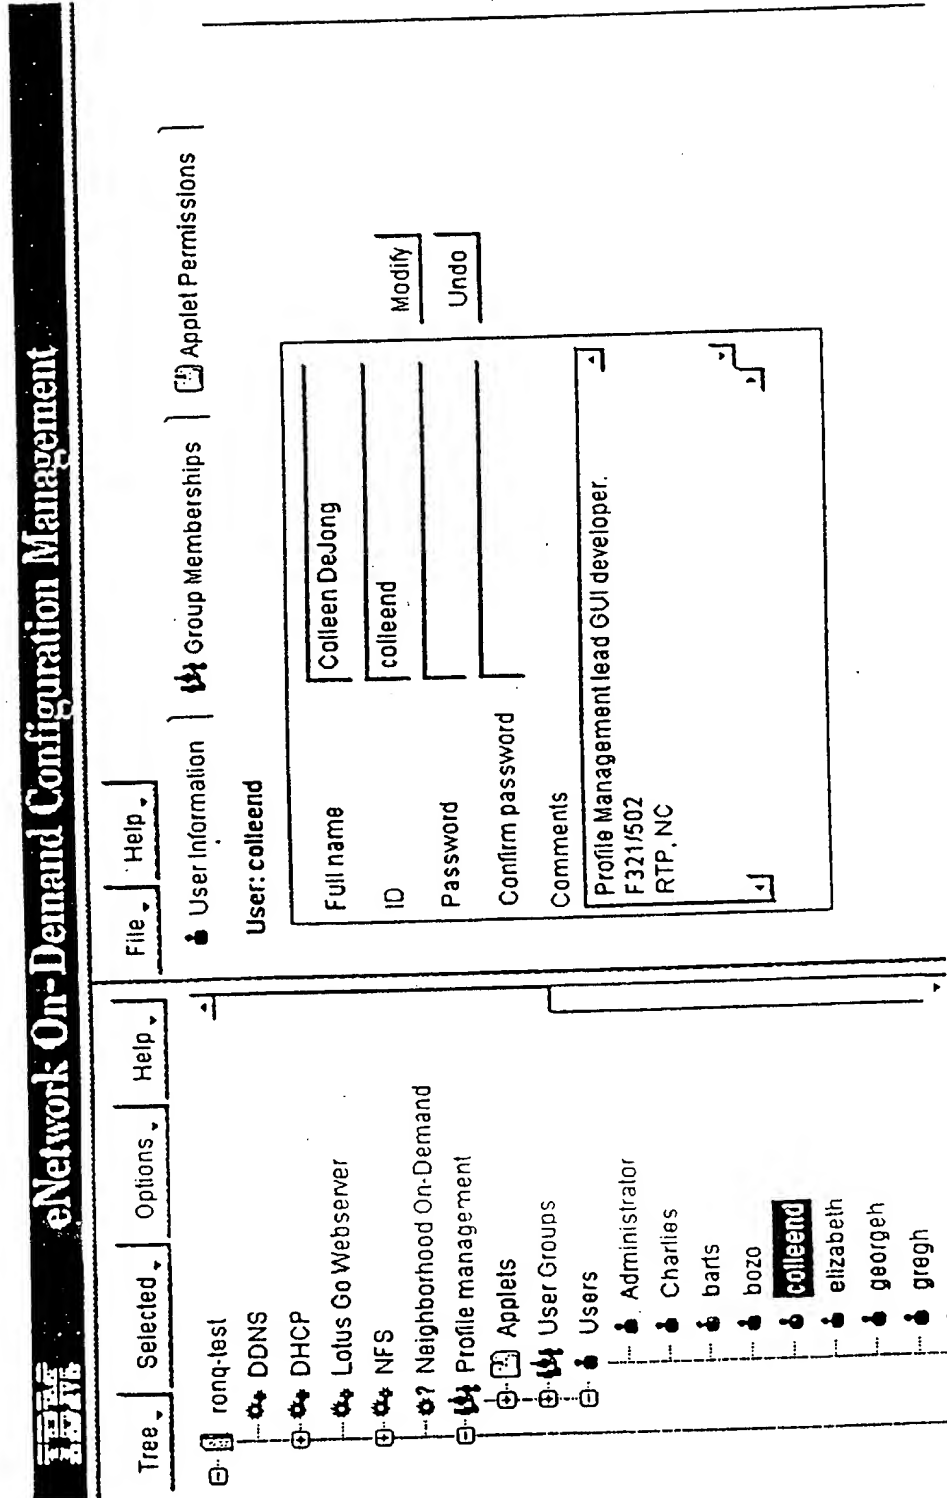 IBM eNetwork On-Demand Configuration Management
Tree Selected Options Help
ronq-test
DDNS
DHCP
Lotus Go Webserver
NFS
Neighborhood On-Demand
Profile management
Applets
User Groups
Users
Administrator
Charlies
barts
bozo
colleend
elizabeth
georgeh
gregh
File Help
User Information Group Memberships Applet Permissions
User: colleend
Full name Colleen DeJong
ID colleend
Modify
Password
Undo
Confirm password
Comments
Profile Management lead GUI developer.
F321/502
RTP, NC